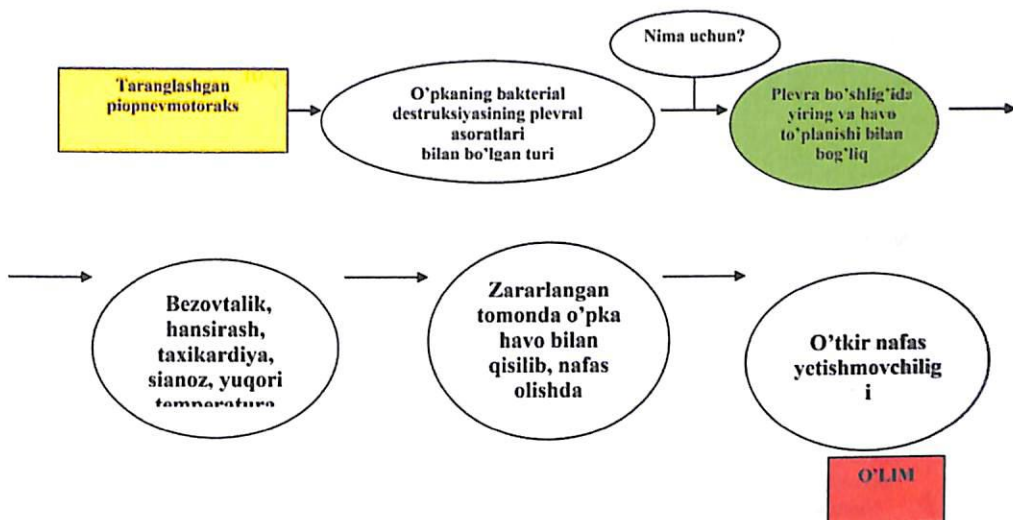 Nima uchun?
Taranglashgan
piopnevmotoraks
O'pkaning bakterial
destruksiyasining plevral
asoratlari
bilan bo'lgan turi
Plevra bo'shlig'ida
yiring va havo
to'planishi bilan
bog'liq
Bezovtalik,
hansirash,
taxikardiya,
sianoz, yuqori
temperatura
Zararlangan
tomonda o'pka
havo bilan
qisilib, nafas
olishda
O'tkir nafas
yetishmovchilig
i
O'LIM